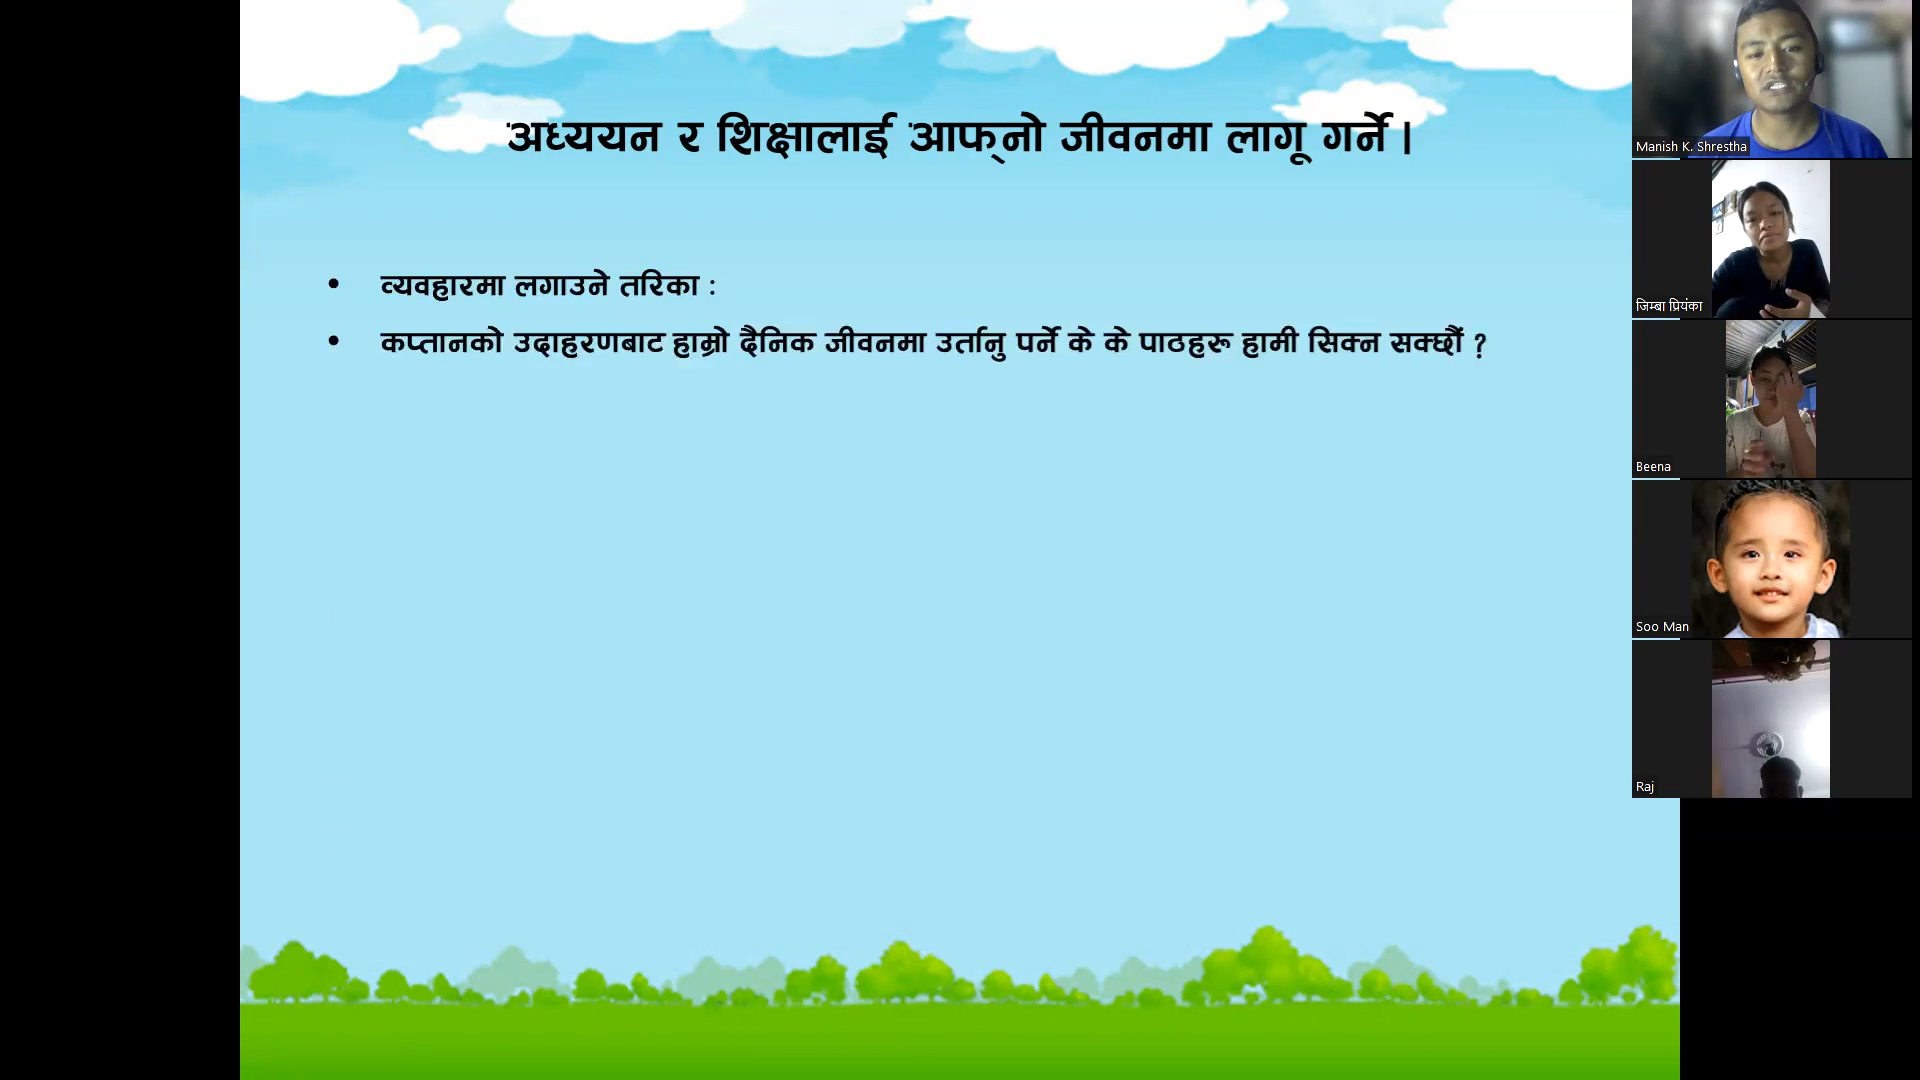 अध्ययन र शिक्षालाई आफ्‌नो जीवनमा लागू गर्ने।
• व्यवहारमा लगाउने तरिका :
• कप्तानको उदाहरणबाट हाम्रो दैनिक जीवनमा उर्तानु पर्ने के के पाठहरू हामी सिक्न सक्छौं ?
Manish K. Shrestha
जिम्बा प्रियंका
Beena
Soo Man
Raj